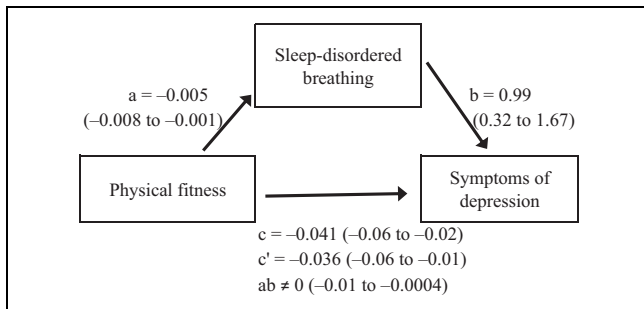 Sleep-disordered
breathing
a = –0.005
(–0.008 to –0.001)
b = 0.99
(0.32 to 1.67)
Physical fitness
Symptoms of
depression
c = –0.041 (–0.06 to –0.02)
c' = –0.036 (–0.06 to –0.01)
ab ≠ 0 (–0.01 to –0.0004)